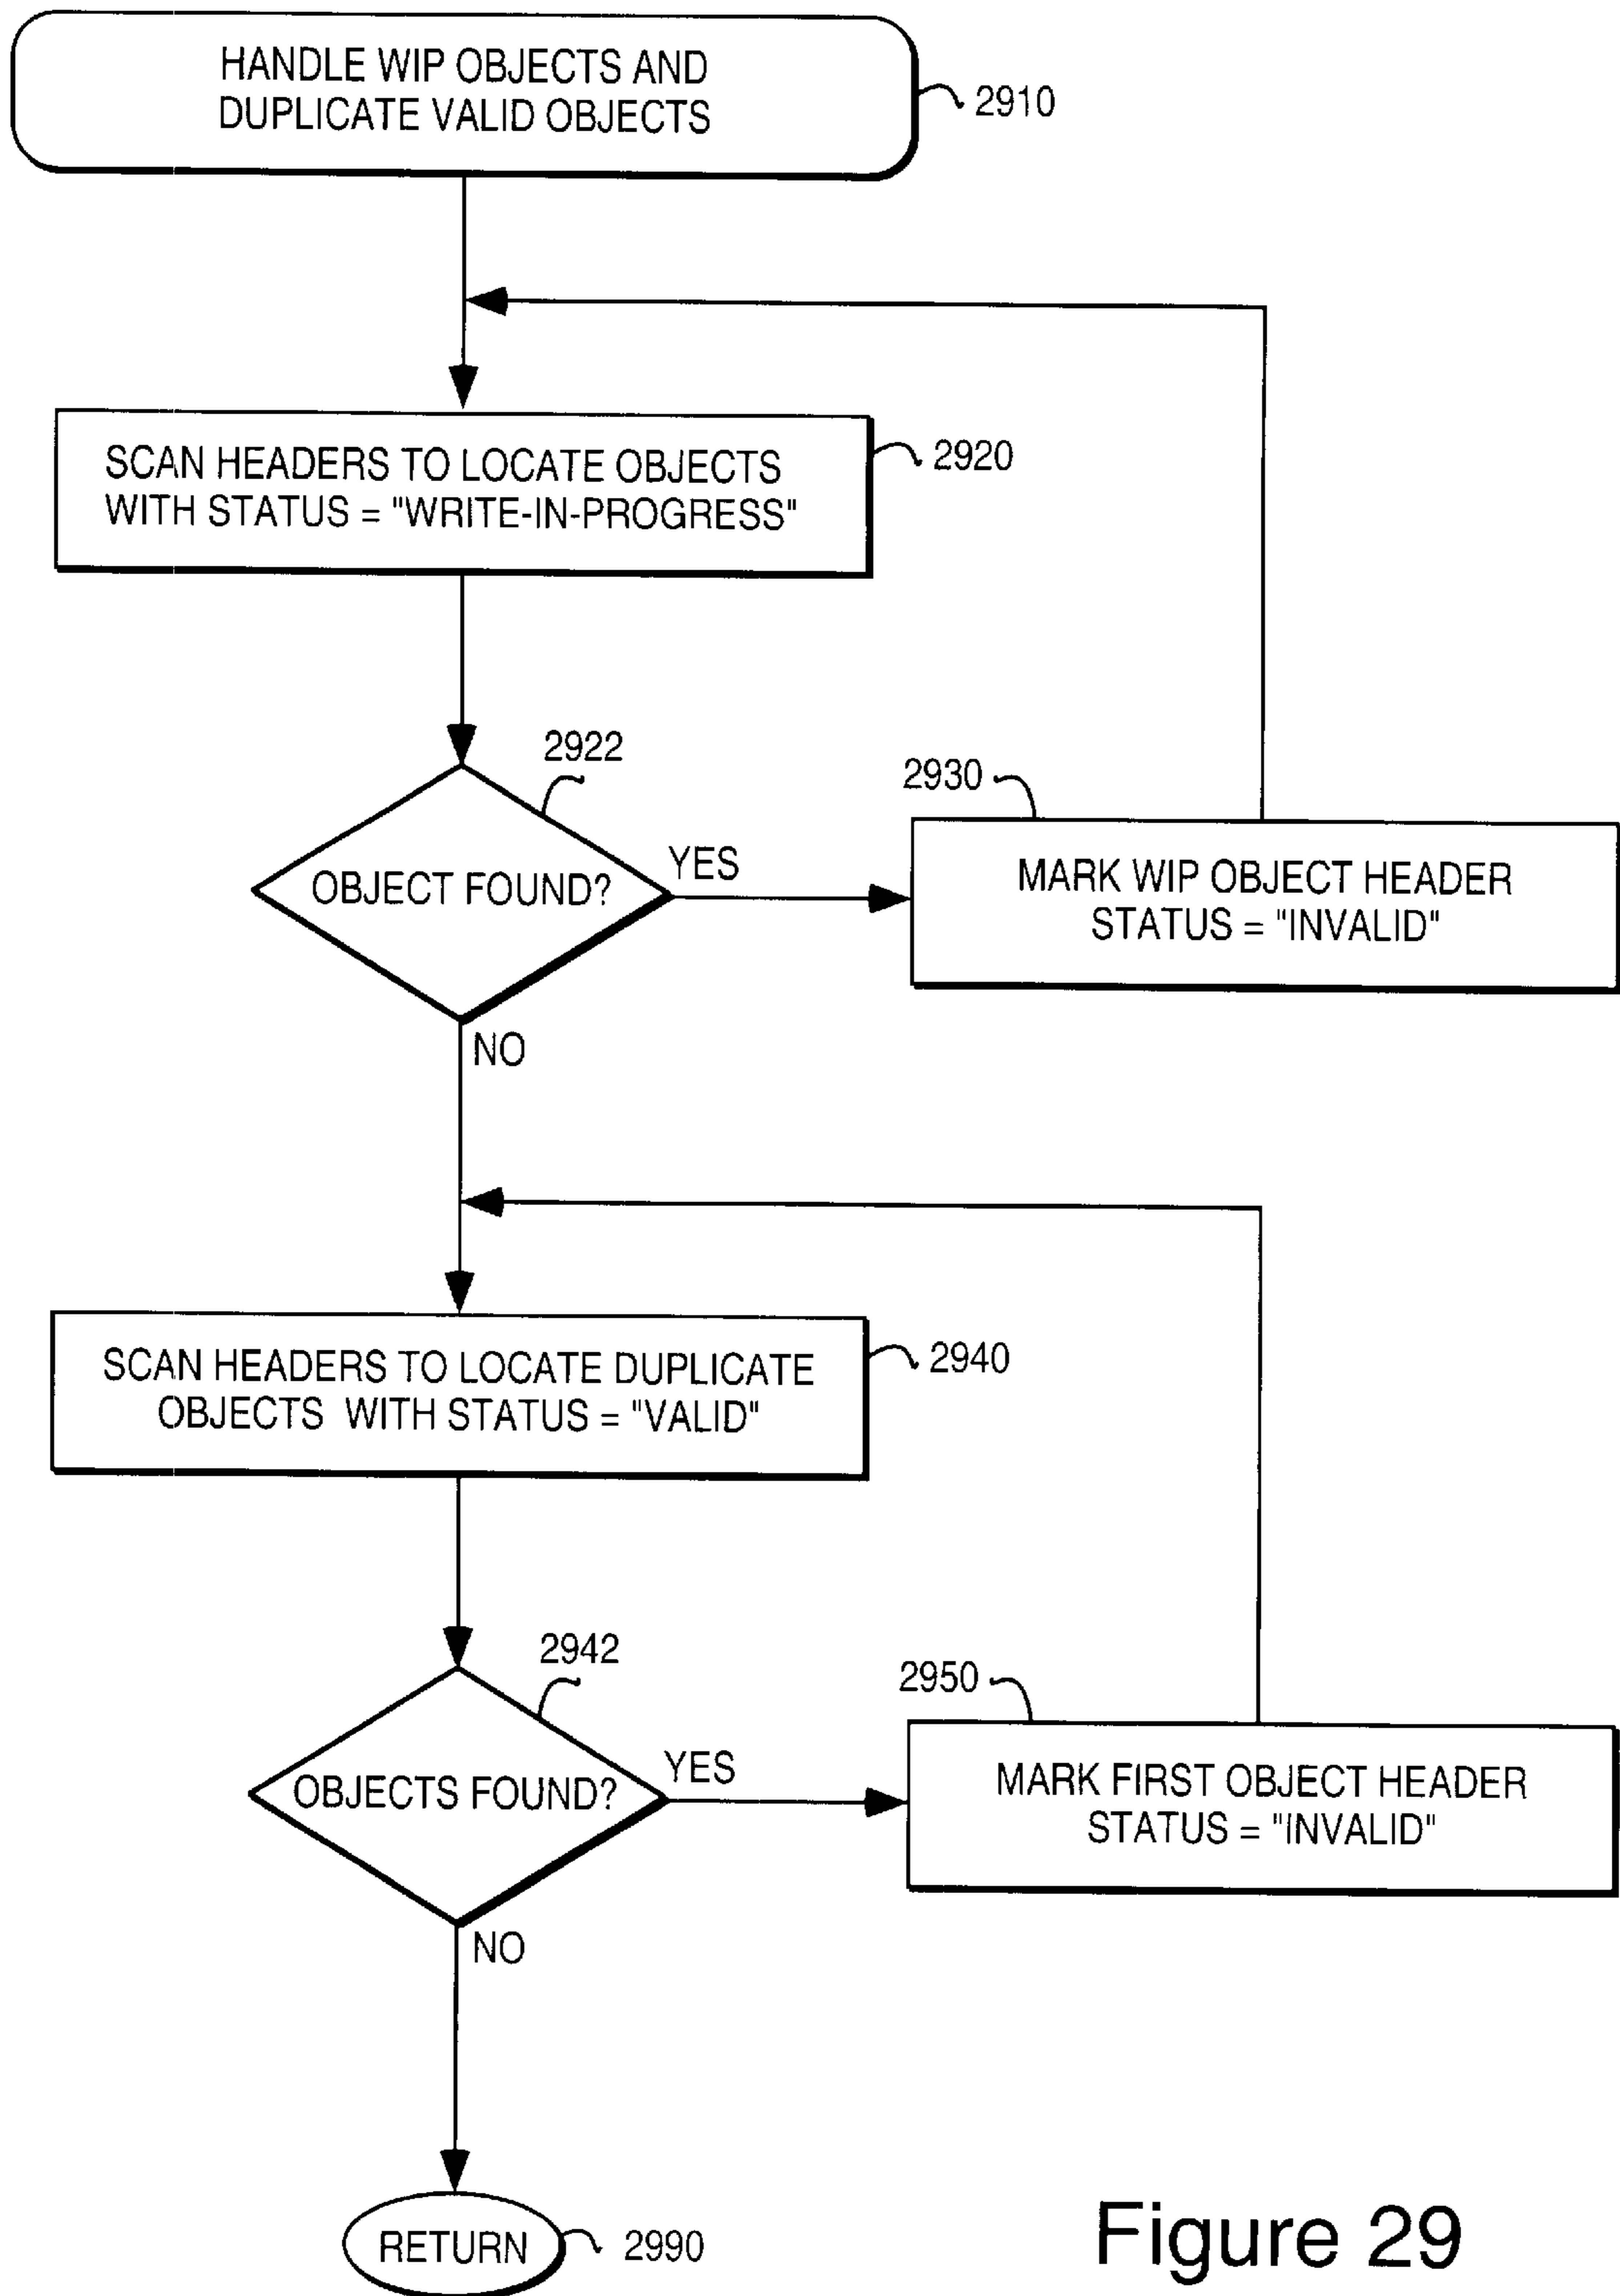 HANDLE WIP OBJECTS AND
DUPLICATE VALID OBJECTS
2910
SCAN HEADERS TO LOCATE OBJECTS
WITH STATUS = "WRITE-IN-PROGRESS"
2920
2922
OBJECT FOUND?
YES
NO
2930
MARK WIP OBJECT HEADER
STATUS = "INVALID"
SCAN HEADERS TO LOCATE DUPLICATE
OBJECTS WITH STATUS = "VALID"
2940
2942
OBJECTS FOUND?
YES
NO
2950
MARK FIRST OBJECT HEADER
STATUS = "INVALID"
RETURN
2990
Figure 29